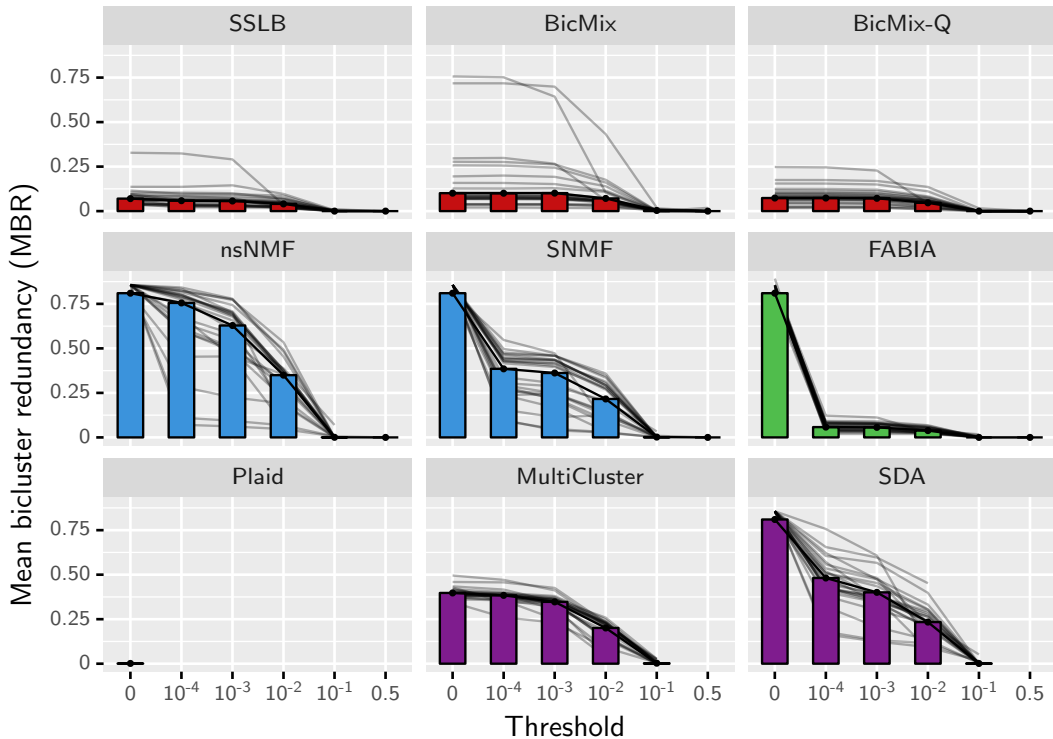 SSLB BicMix BicMix-Q
0.75
0.50
0.25
0
nsNMF SNMF FABIA
0.75
0.50
0.25
0
Plaid MultiCluster SDA
0.75
0.50
0.25
0
0 10⁻⁴ 10⁻³ 10⁻² 10⁻¹ 0.5 0 10⁻⁴ 10⁻³ 10⁻² 10⁻¹ 0.5 0 10⁻⁴ 10⁻³ 10⁻² 10⁻¹ 0.5
Threshold
Mean bicluster redundancy (MBR)